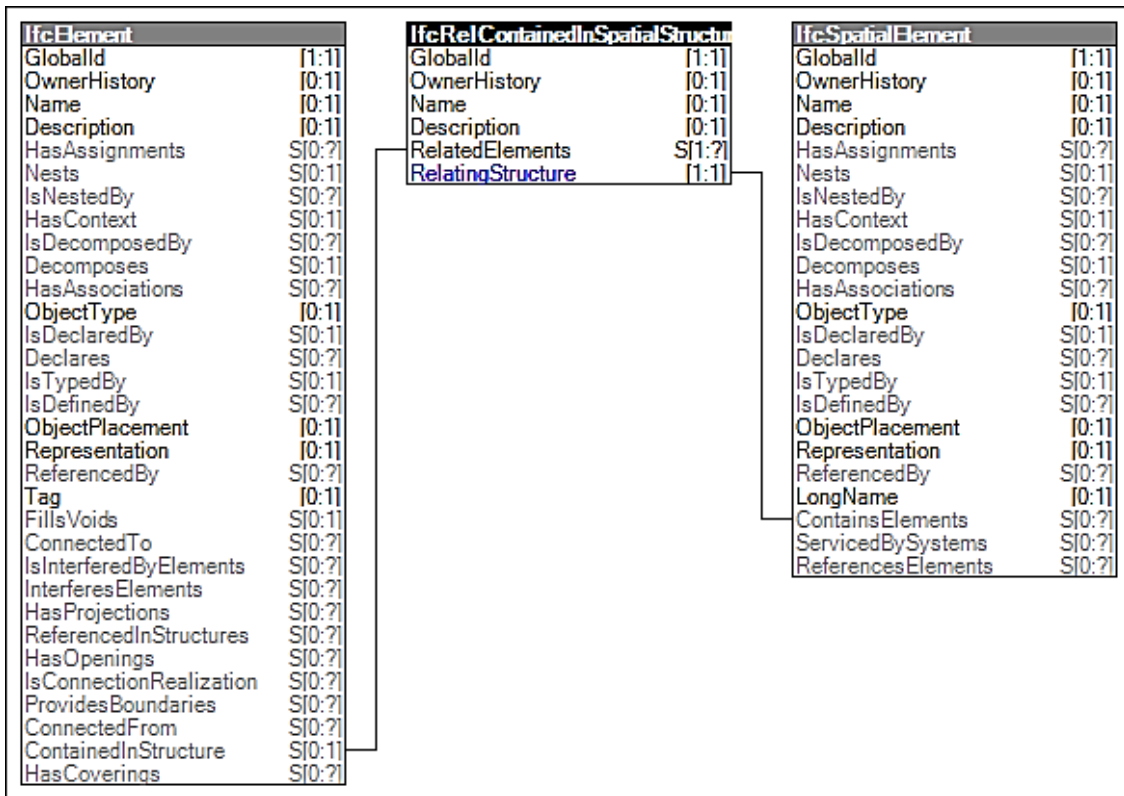 IfcElement
GlobalId [1:1]
OwnerHistory [0:1]
Name [0:1]
Description [0:1]
HasAssignments S[0:?]
Nests S[0:1]
IsNestedBy S[0:?]
HasContext S[0:1]
IsDecomposedBy S[0:?]
Decomposes S[0:1]
HasAssociations S[0:?]
ObjectType [0:1]
IsDeclaredBy S[0:1]
Declares S[0:?]
IsTypedBy S[0:1]
IsDefinedBy S[0:?]
ObjectPlacement [0:1]
Representation [0:1]
ReferencedBy S[0:?]
Tag [0:1]
FillsVoids S[0:1]
ConnectedTo S[0:?]
IsInterferedByElements S[0:?]
InterferesElements S[0:?]
HasProjections S[0:?]
ReferencedInStructures S[0:?]
HasOpenings S[0:?]
IsConnectionRealization S[0:?]
ProvidesBoundaries S[0:?]
ConnectedFrom S[0:?]
ContainedInStructure S[0:1]
HasCoverings S[0:?]
IfcRelContainedInSpatialStructur
GlobalId [1:1]
OwnerHistory [0:1]
Name [0:1]
Description [0:1]
RelatedElements S[1:?]
RelatingStructure [1:1]
IfcSpatialElement
GlobalId [1:1]
OwnerHistory [0:1]
Name [0:1]
Description [0:1]
HasAssignments S[0:?]
Nests S[0:1]
IsNestedBy S[0:?]
HasContext S[0:1]
IsDecomposedBy S[0:?]
Decomposes S[0:1]
HasAssociations S[0:?]
ObjectType [0:1]
IsDeclaredBy S[0:1]
Declares S[0:?]
IsTypedBy S[0:1]
IsDefinedBy S[0:?]
ObjectPlacement [0:1]
Representation [0:1]
ReferencedBy S[0:?]
LongName [0:1]
ContainsElements S[0:?]
ServicedBySystems S[0:?]
ReferencesElements S[0:?]